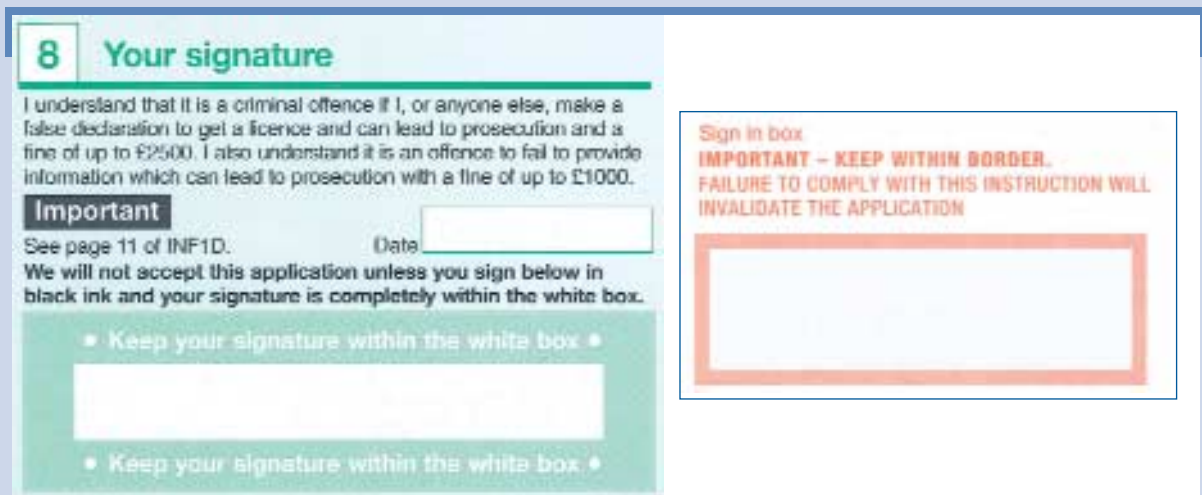 8 Your signature
I understand that it is a criminal offence if I, or anyone else, make a
false declaration to get a licence and can lead to prosecution and a
fine of up to £2500. I also understand it is an offence to fail to provide
information which can lead to prosecution with a fine of up to £1000.
Important
See page 11 of INF1D. Date
We will not accept this application unless you sign below in
black ink and your signature is completely within the white box.
• Keep your signature within the white box •
• Keep your signature within the white box •
Sign in box
IMPORTANT – KEEP WITHIN BORDER.
FAILURE TO COMPLY WITH THIS INSTRUCTION WILL
INVALIDATE THE APPLICATION